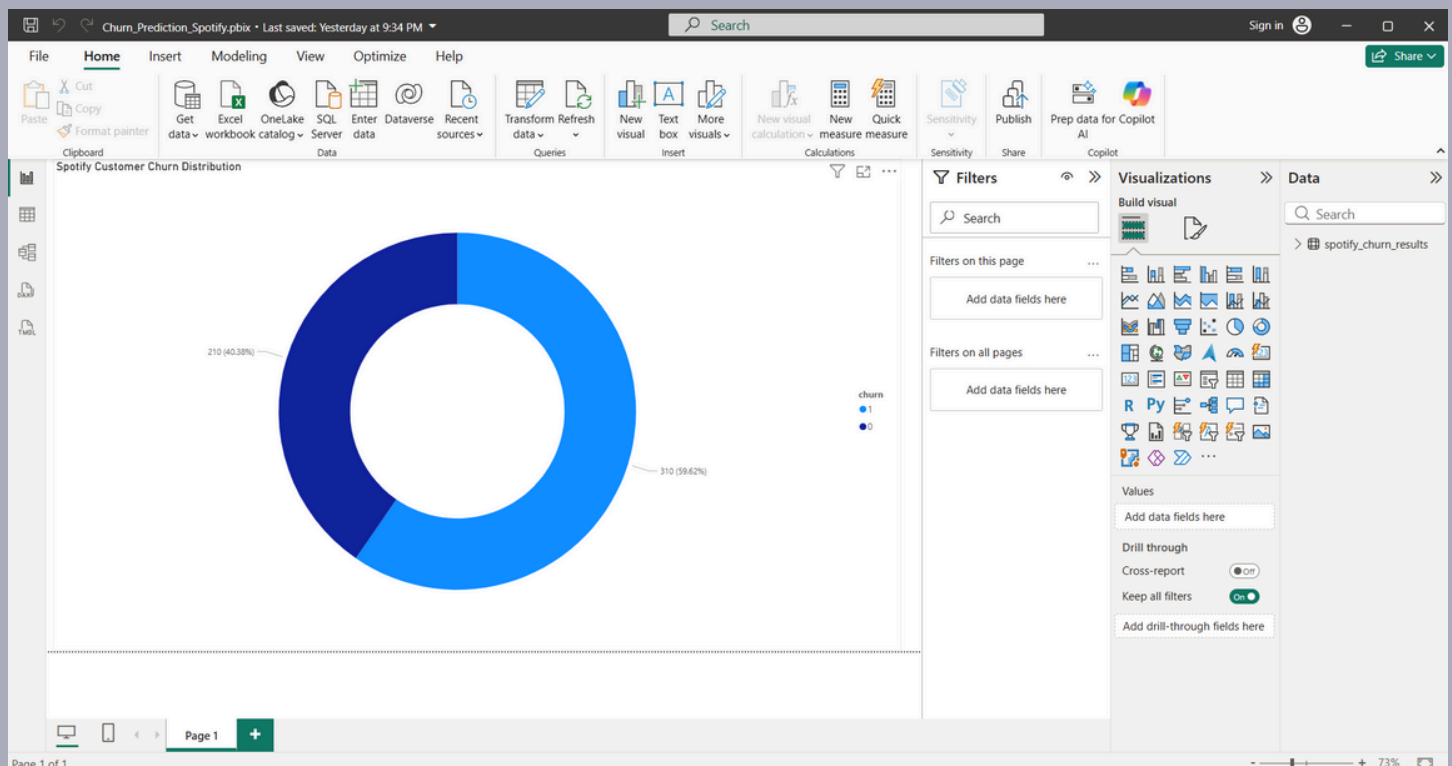 Churn_Prediction_Spotify.pbix • Last saved: Yesterday at 9:34 PM
Search
Sign in
File Home Insert Modeling View Optimize Help
Share
Paste
Cut
Copy
Format painter
Clipboard
Get data
Excel workbook
OneLake catalog
SQL Server
Enter data
Dataverse
Recent sources
Data
Transform data
Refresh
Queries
New visual
Text box
More visuals
Insert
New visual calculation
New measure
Quick measure
Calculations
Sensitivity
Sensitivity
Publish
Share
Prep data for AI
Copilot
Copilot
Spotify Customer Churn Distribution
210 (40.38%)
310 (59.62%)
churn
1
0
DAX
TMDL
Filters
Search
Filters on this page
...
Add data fields here
Filters on all pages
...
Add data fields here
Visualizations
Build visual
123
R Py
...
Values
Add data fields here
Drill through
Cross-report
Off
Keep all filters
On
Add drill-through fields here
Data
Search
spotify_churn_results
Page 1
+
Page 1 of 1
- + 73%